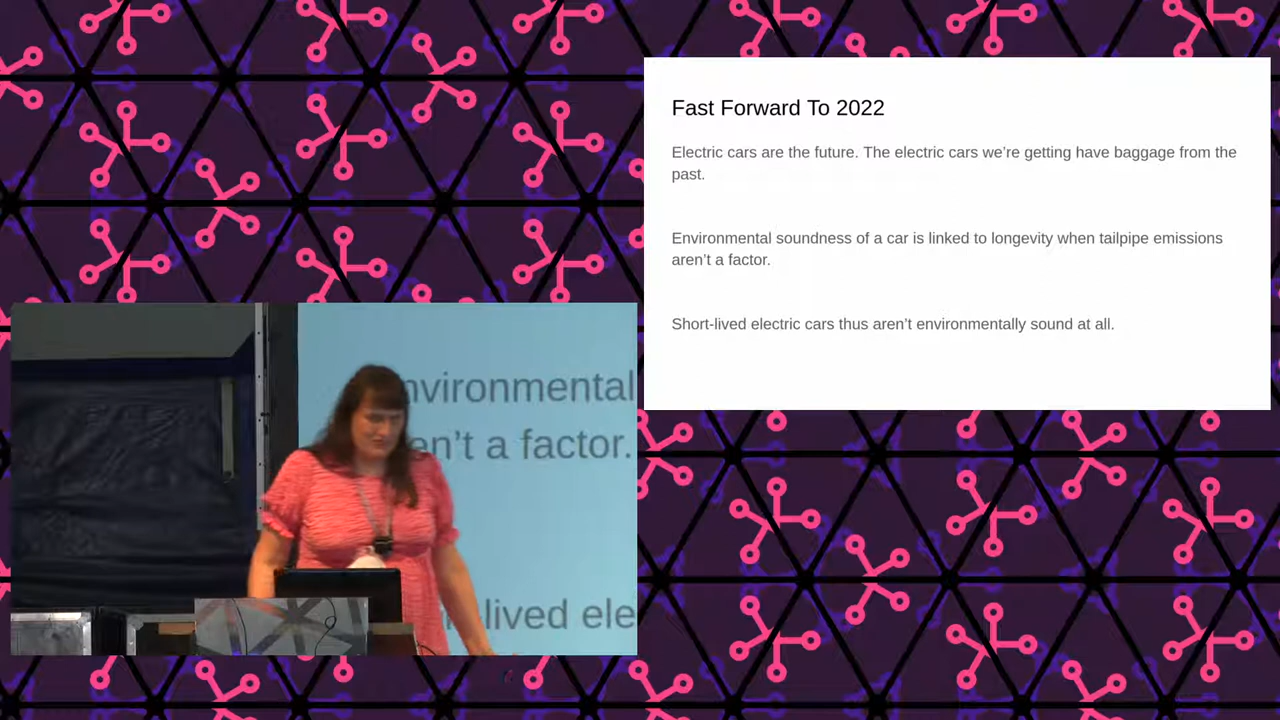 Fast Forward To 2022
Electric cars are the future. The electric cars we’re getting have baggage from the
past.
Environmental soundness of a car is linked to longevity when tailpipe emissions
aren’t a factor.
Short-lived electric cars thus aren’t environmentally sound at all.
nvironmental
en’t a factor.
lived ele